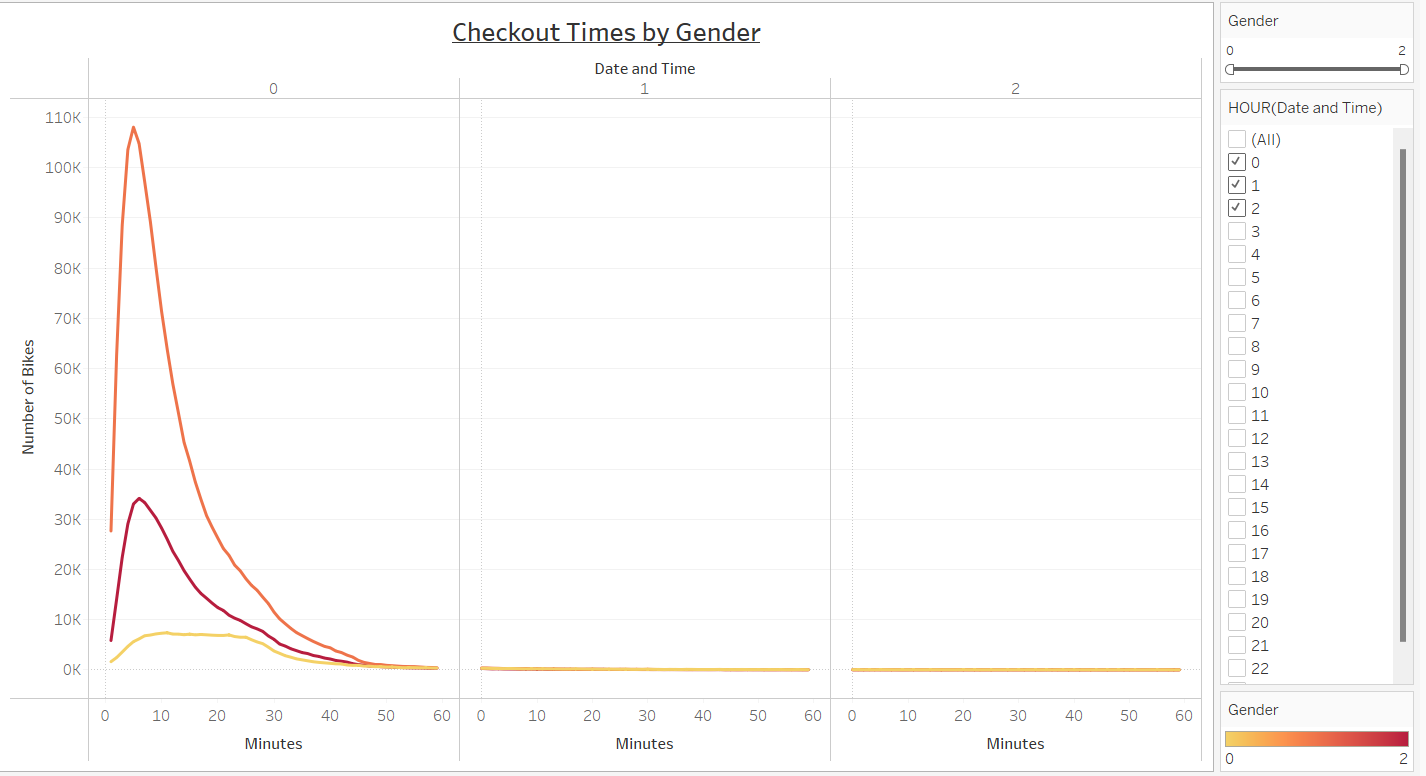 Checkout Times by Gender
Date and Time
0 1 2
110K
100K
90K
80K
70K
60K
50K
40K
30K
20K
10K
0K
Number of Bikes
0 10 20 30 40 50 60 0 10 20 30 40 50 60 0 10 20 30 40 50 60
Minutes Minutes Minutes
Gender
0 2
HOUR(Date and Time)
(All)
0
1
2
3
4
5
6
7
8
9
10
11
12
13
14
15
16
17
18
19
20
21
22
Gender
0 2